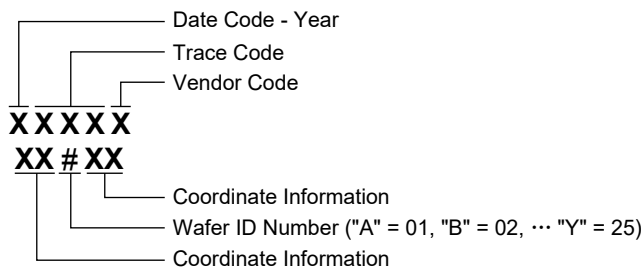 Date Code - Year
Trace Code
Vendor Code
XXXXX
XX # XX
Coordinate Information
Wafer ID Number ("A" = 01, "B" = 02, ··· "Y" = 25)
Coordinate Information